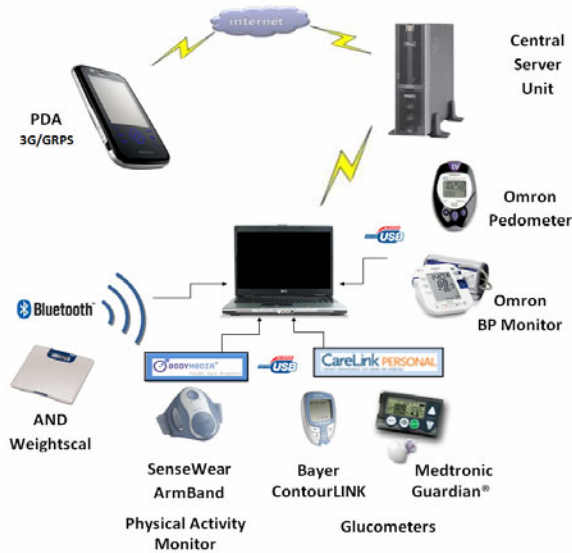 internet
Central
Server
Unit
PDA
3G/GRPS
Omron
Pedometer
USB
Bluetooth™
Omron
BP Monitor
BODYMEDIA
USB
CareLink PERSONAL
AND
Weightscal
SenseWear
ArmBand
Bayer
ContourLINK
Medtronic
Guardian®
Physical Activity
Monitor
Glucometers